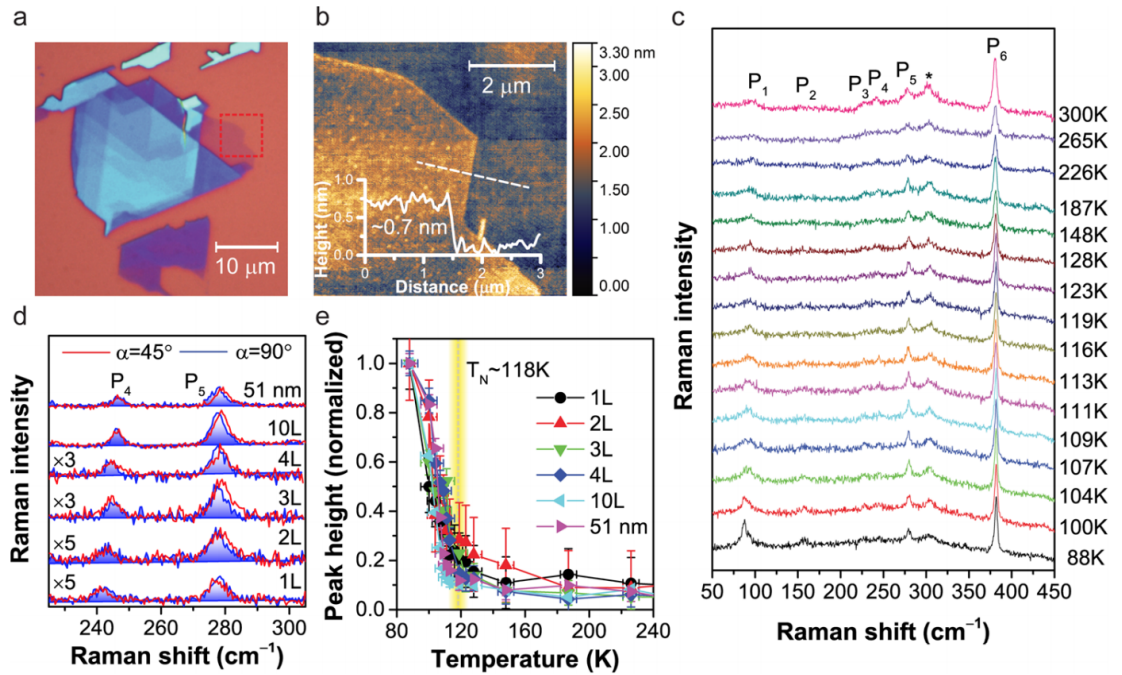 a
10 μm
b
2 μm
3.30 nm
3.00
2.50
2.00
1.50
1.00
0.50
0.00
Height (nm)
1.0
0.5
0.0
~0.7 nm
0 1 2 3
Distance (μm)
c
Raman intensity
P1 P2 P3 P4 P5 * P6
300K
265K
226K
187K
148K
128K
123K
119K
116K
113K
111K
109K
107K
104K
100K
88K
50 100 150 200 250 300 350 400 450
Raman shift (cm−1)
d
Raman intensity
α=45° α=90°
P4 P5 51 nm
10L
×3 4L
×3 3L
×5 2L
×5 1L
240 260 280 300
Raman shift (cm−1)
e
Peak height (normalized)
1.0
0.8
0.6
0.4
0.2
0.0
TN~118K
1L
2L
3L
4L
10L
51 nm
80 120 160 200 240
Temperature (K)